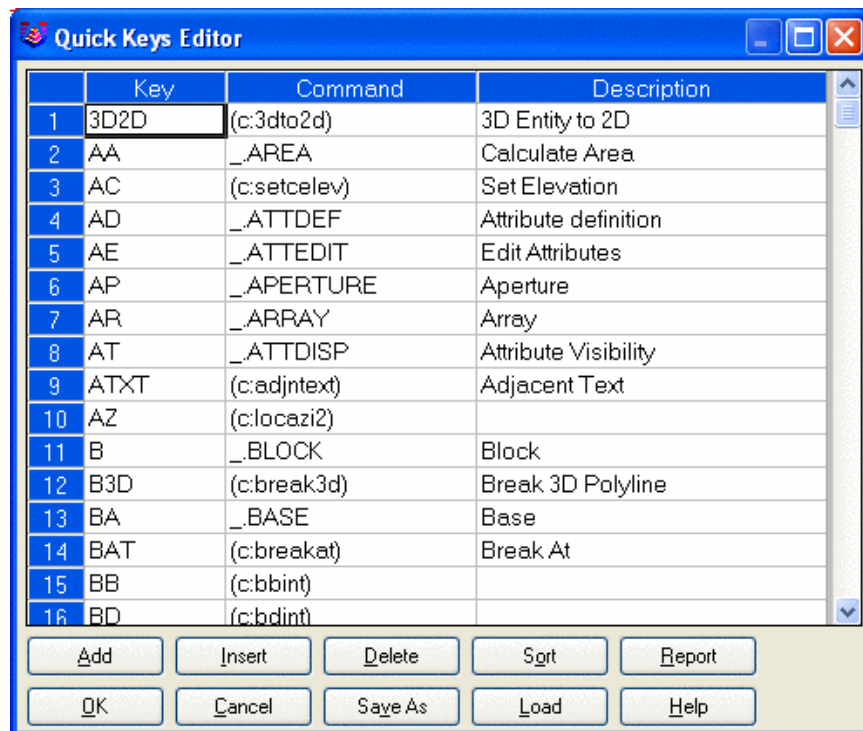 Quick Keys Editor
Key Command Description
1 3D2D (c:3dto2d) 3D Entity to 2D
2 AA _.AREA Calculate Area
3 AC (c:setcelev) Set Elevation
4 AD _.ATTDEF Attribute definition
5 AE _.ATTEDIT Edit Attributes
6 AP _.APERTURE Aperture
7 AR _.ARRAY Array
8 AT _.ATTDISP Attribute Visibility
9 ATXT (c:adjntext) Adjacent Text
10 AZ (c:locazi2)
11 B _.BLOCK Block
12 B3D (c:break3d) Break 3D Polyline
13 BA _.BASE Base
14 BAT (c:breakat) Break At
15 BB (c:bbint)
16 BD (c:bdint)
Add Insert Delete Sort Report
OK Cancel Save As Load Help